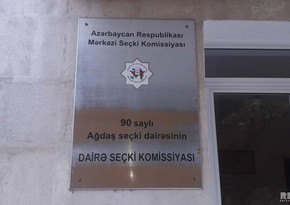 Azərbaycan Respublikası
Mərkəzi Seçki Komissiyası
90 saylı
Ağdaş seçki dairəsinin
DAİRƏ SEÇKİ KOMİSSİYASI